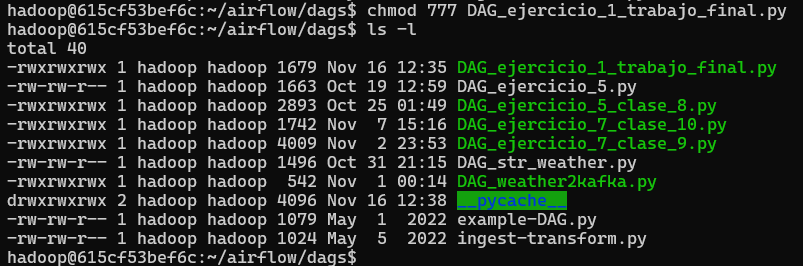 hadoop@615cf53bef6c:~/airflow/dags$ chmod 777 DAG_ejercicio_1_trabajo_final.py
hadoop@615cf53bef6c:~/airflow/dags$ ls -l
total 40
-rwxrwxrwx 1 hadoop hadoop 1679 Nov 16 12:35 DAG_ejercicio_1_trabajo_final.py
-rw-rw-r-- 1 hadoop hadoop 1663 Oct 19 12:59 DAG_ejercicio_5.py
-rwxrwxrwx 1 hadoop hadoop 2893 Oct 25 01:49 DAG_ejercicio_5_clase_8.py
-rwxrwxrwx 1 hadoop hadoop 1742 Nov  7 15:16 DAG_ejercicio_7_clase_10.py
-rwxrwxrwx 1 hadoop hadoop 4009 Nov  2 23:53 DAG_ejercicio_7_clase_9.py
-rw-rw-r-- 1 hadoop hadoop 1496 Oct 31 21:15 DAG_str_weather.py
-rwxrwxrwx 1 hadoop hadoop  542 Nov  1 00:14 DAG_weather2kafka.py
drwxrwxrwx 2 hadoop hadoop 4096 Nov 16 12:38 __pycache__
-rw-rw-r-- 1 hadoop hadoop 1079 May  1  2022 example-DAG.py
-rw-rw-r-- 1 hadoop hadoop 1024 May  5  2022 ingest-transform.py
hadoop@615cf53bef6c:~/airflow/dags$